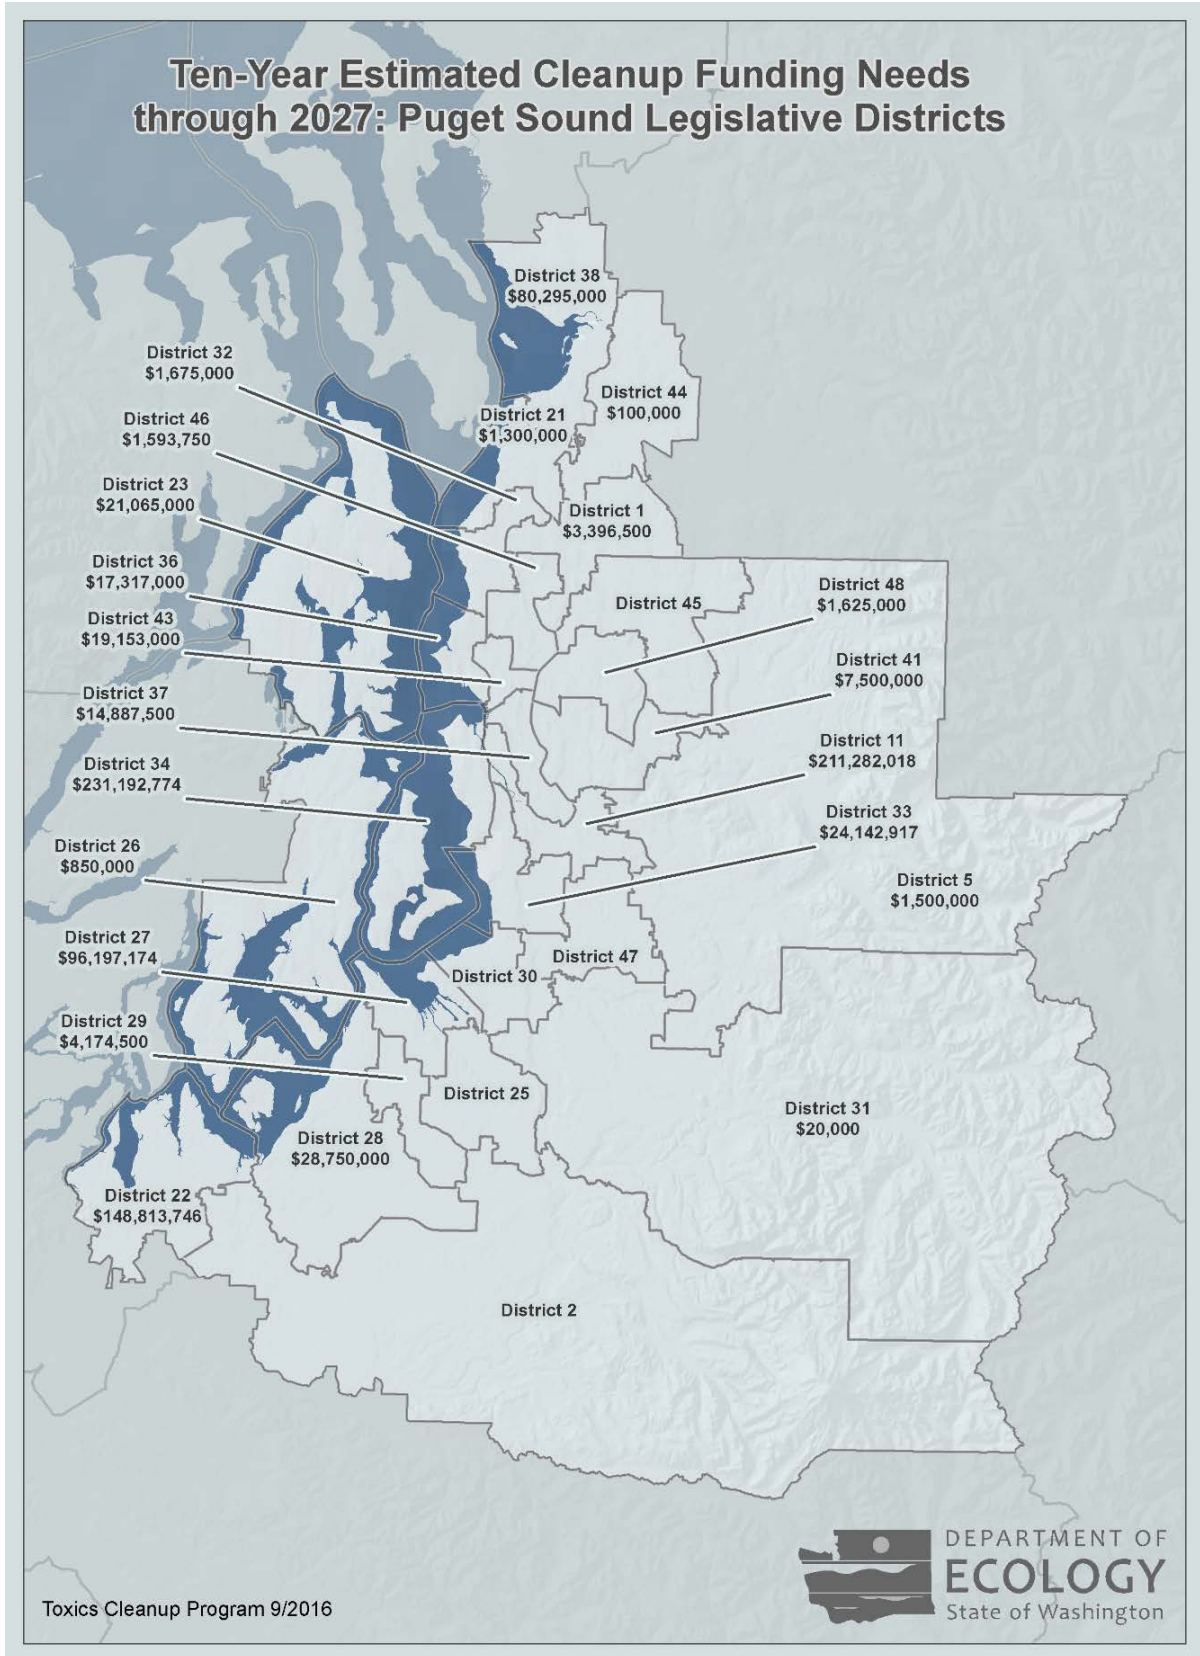 Ten-Year Estimated Cleanup Funding Needs
through 2027: Puget Sound Legislative Districts
District 38
$80,295,000
District 32
$1,675,000
District 44
$100,000
District 21
$1,300,000
District 46
$1,593,750
District 23
$21,065,000
District 1
$3,396,500
District 36
$17,317,000
District 45
District 48
$1,625,000
District 43
$19,153,000
District 41
$7,500,000
District 37
$14,887,500
District 11
$211,282,018
District 34
$231,192,774
District 33
$24,142,917
District 26
$850,000
District 5
$1,500,000
District 27
$96,197,174
District 47
District 30
District 29
$4,174,500
District 25
District 31
$20,000
District 28
$28,750,000
District 22
$148,813,746
District 2
DEPARTMENT OF
ECOLOGY
State of Washington
Toxics Cleanup Program 9/2016